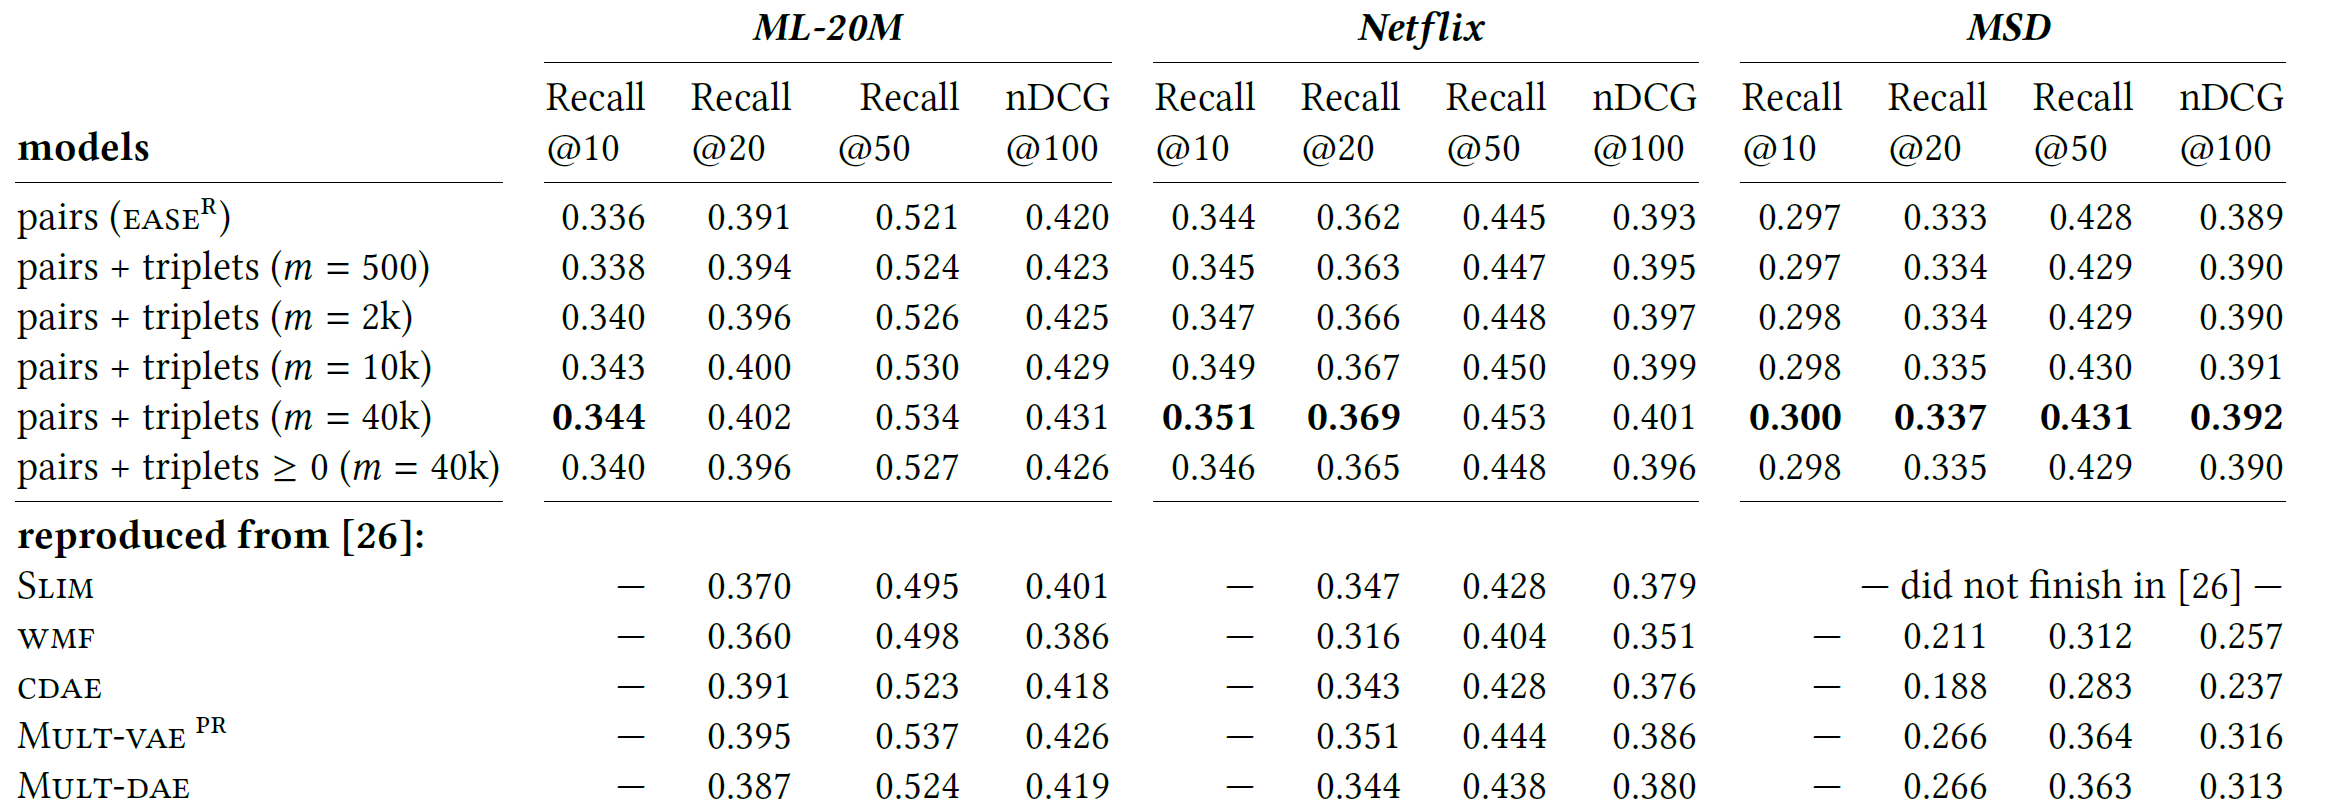 ML-20M Netflix MSD
Recall Recall Recall nDCG Recall Recall Recall nDCG Recall Recall Recall nDCG
models @10 @20 @50 @100 @10 @20 @50 @100 @10 @20 @50 @100
pairs (EASE^R) 0.336 0.391 0.521 0.420 0.344 0.362 0.445 0.393 0.297 0.333 0.428 0.389
pairs + triplets (m = 500) 0.338 0.394 0.524 0.423 0.345 0.363 0.447 0.395 0.297 0.334 0.429 0.390
pairs + triplets (m = 2k) 0.340 0.396 0.526 0.425 0.347 0.366 0.448 0.397 0.298 0.334 0.429 0.390
pairs + triplets (m = 10k) 0.343 0.400 0.530 0.429 0.349 0.367 0.450 0.399 0.298 0.335 0.430 0.391
pairs + triplets (m = 40k) 0.344 0.402 0.534 0.431 0.351 0.369 0.453 0.401 0.300 0.337 0.431 0.392
pairs + triplets ≥ 0 (m = 40k) 0.340 0.396 0.527 0.426 0.346 0.365 0.448 0.396 0.298 0.335 0.429 0.390
reproduced from [26]:
SLIM — 0.370 0.495 0.401 — 0.347 0.428 0.379 — did not finish in [26] —
WMF — 0.360 0.498 0.386 — 0.316 0.404 0.351 — 0.211 0.312 0.257
CDAE — 0.391 0.523 0.418 — 0.343 0.428 0.376 — 0.188 0.283 0.237
MULT-VAE ^PR — 0.395 0.537 0.426 — 0.351 0.444 0.386 — 0.266 0.364 0.316
MULT-DAE — 0.387 0.524 0.419 — 0.344 0.438 0.380 — 0.266 0.363 0.313